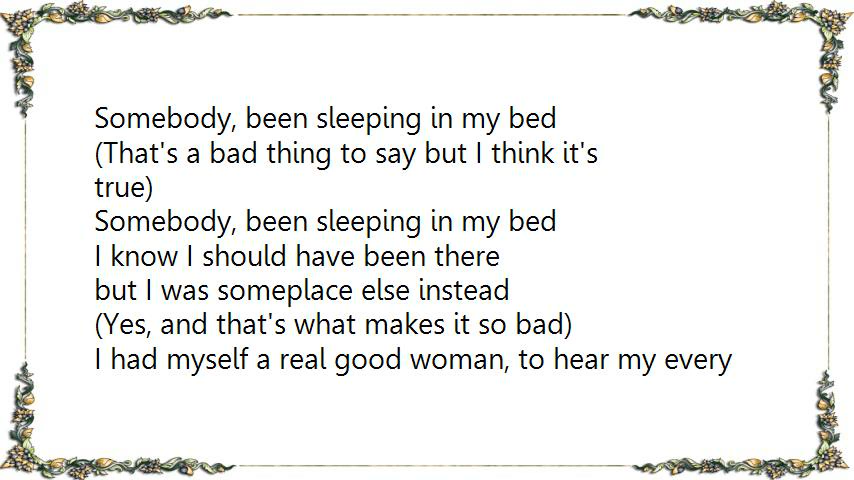 Somebody, been sleeping in my bed
(That's a bad thing to say but I think it's
true)
Somebody, been sleeping in my bed
I know I should have been there
but I was someplace else instead
(Yes, and that's what makes it so bad)
I had myself a real good woman, to hear my every